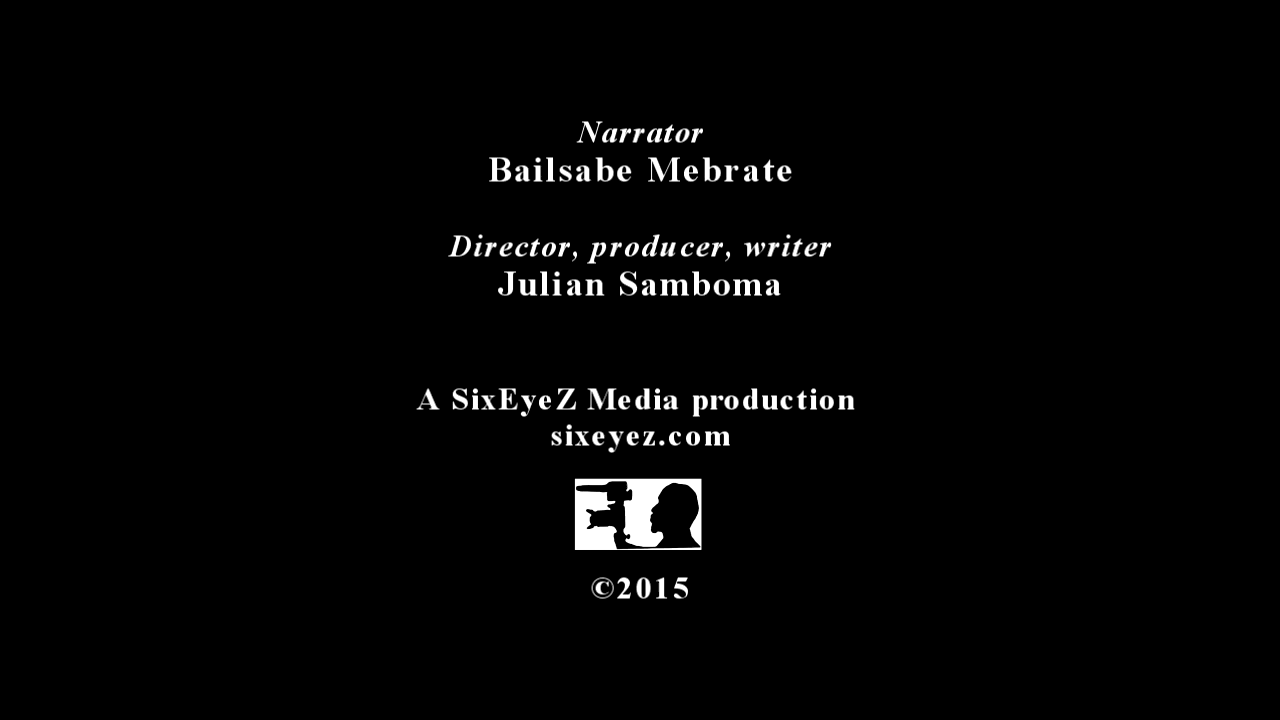 Narrator
Bailsabe Mebrate
Director, producer, writer
Julian Samboma
A SixEyeZ Media production
sixeyez.com
©2015